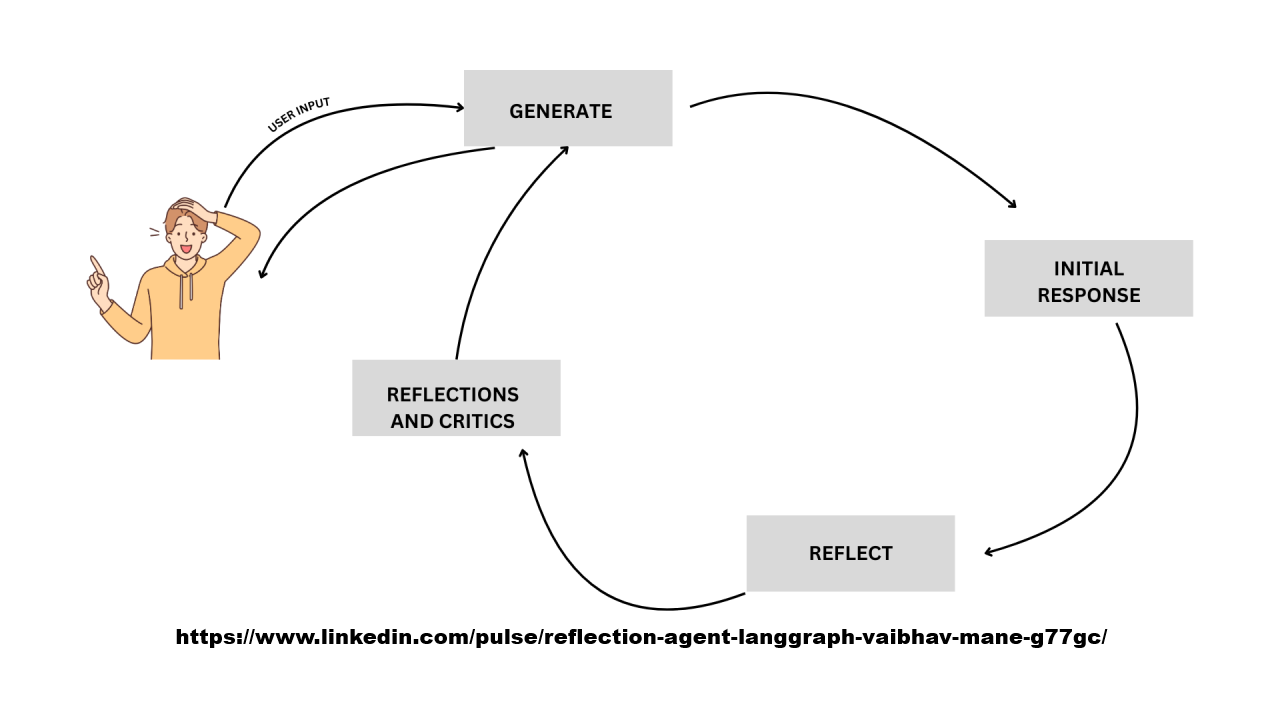 USER INPUT
GENERATE
INITIAL
RESPONSE
REFLECTIONS
AND CRITICS
REFLECT
https://www.linkedin.com/pulse/reflection-agent-langgraph-vaibhav-mane-g77gc/